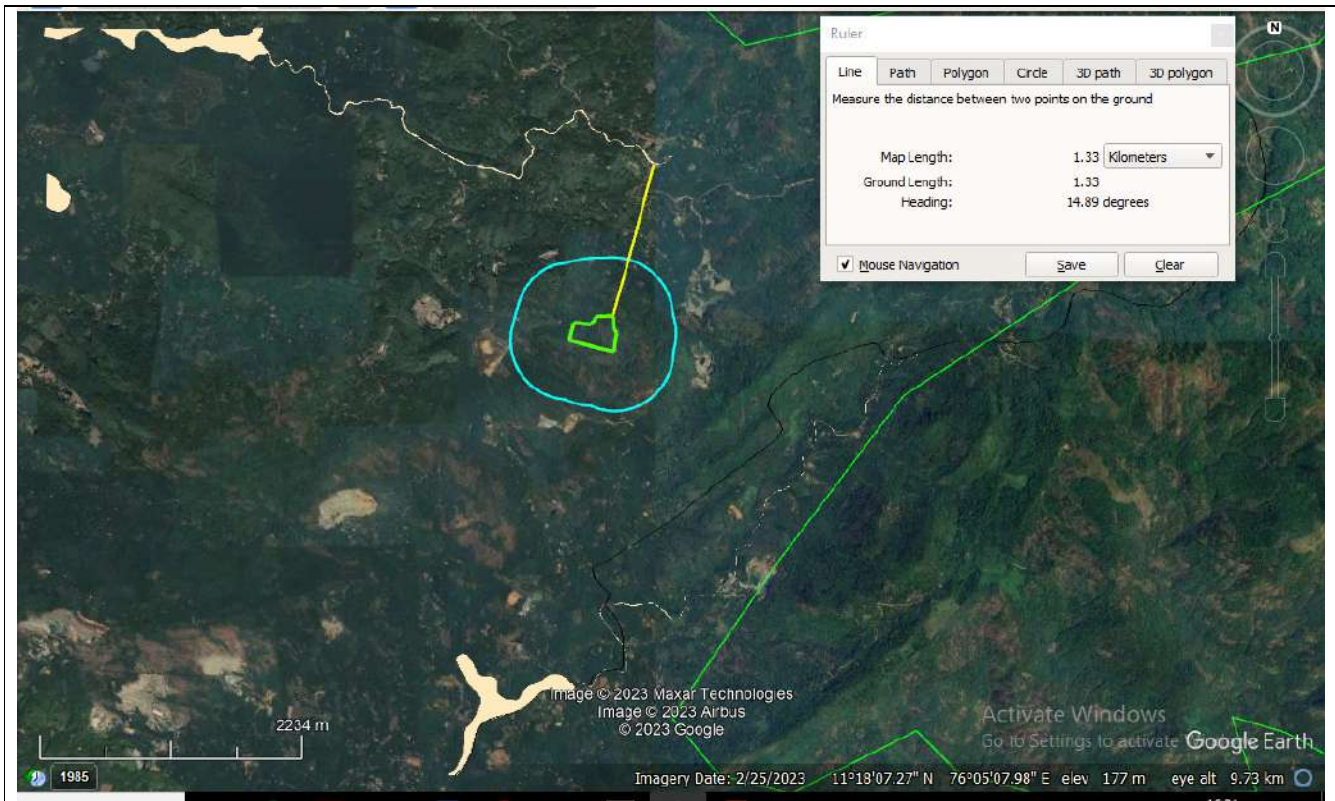 Ruler
N
Line Path Polygon Circle 3D path 3D polygon
Measure the distance between two points on the ground
Map Length: 1.33 Kilometers
Ground Length: 1.33
Heading: 14.89 degrees
Mouse Navigation Save Clear
Image © 2023 Maxar Technologies
Image © 2023 Airbus
© 2023 Google
2234 m
Activate Windows
Go to Settings to activate
Google Earth
1985
Imagery Date: 2/25/2023 11°18'07.27" N 76°05'07.98" E elev 177 m eye alt 9.73 km